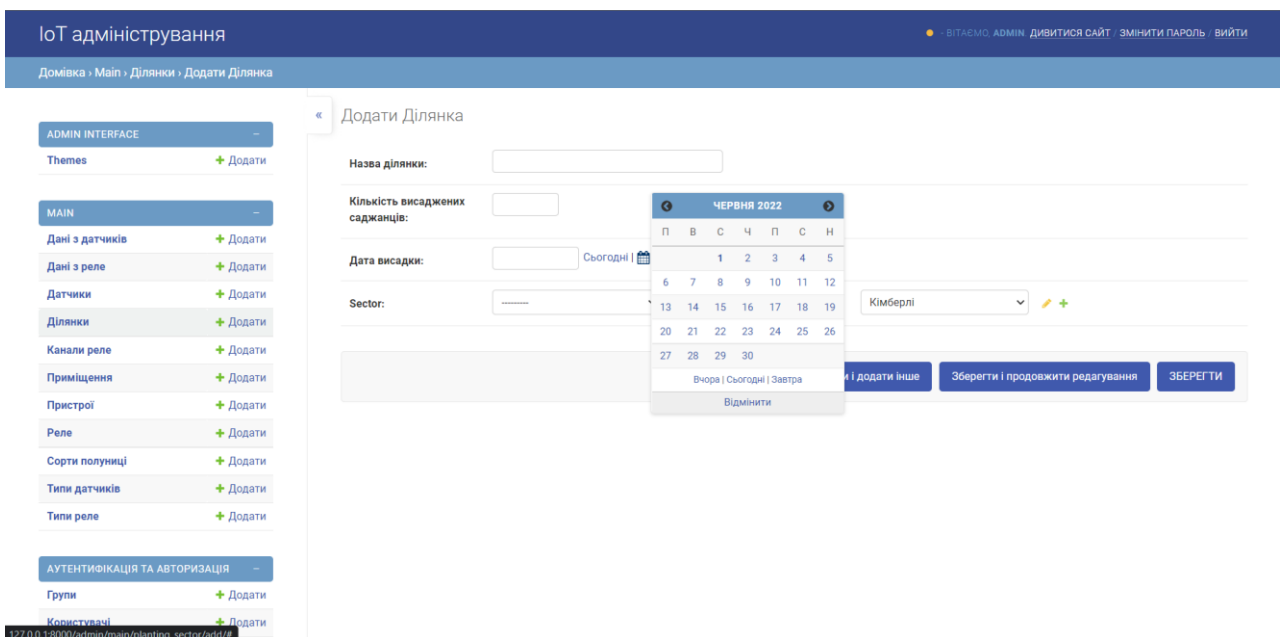 ІоТ адміністрування
- ВІТАЄМО, ADMIN. ДИВИТИСЯ САЙТ / ЗМІНИТИ ПАРОЛЬ / ВИЙТИ
Домівка › Main › Ділянки › Додати Ділянка
«
Додати Ділянка
ADMIN INTERFACE –
Themes + Додати
MAIN –
Дані з датчиків + Додати
Дані з реле + Додати
Датчики + Додати
Ділянки + Додати
Канали реле + Додати
Приміщення + Додати
Пристрої + Додати
Реле + Додати
Сорти полуниці + Додати
Типи датчиків + Додати
Типи реле + Додати
АУТЕНТИФІКАЦІЯ ТА АВТОРИЗАЦІЯ –
Групи + Додати
Користувачі + Додати
127.0.0.1:8000/admin/main/planting_sector/add/#
Назва ділянки:
Кількість висаджених
саджанців:
Дата висадки:
Сьогодні |
Sector:
---------
Кімберлі
ЧЕРВНЯ 2022
П В С Ч П С Н
1 2 3 4 5
6 7 8 9 10 11 12
13 14 15 16 17 18 19
20 21 22 23 24 25 26
27 28 29 30
Вчора | Сьогодні | Завтра
Відмінити
і додати інше
Зберегти і продовжити редагування
ЗБЕРЕГТИ